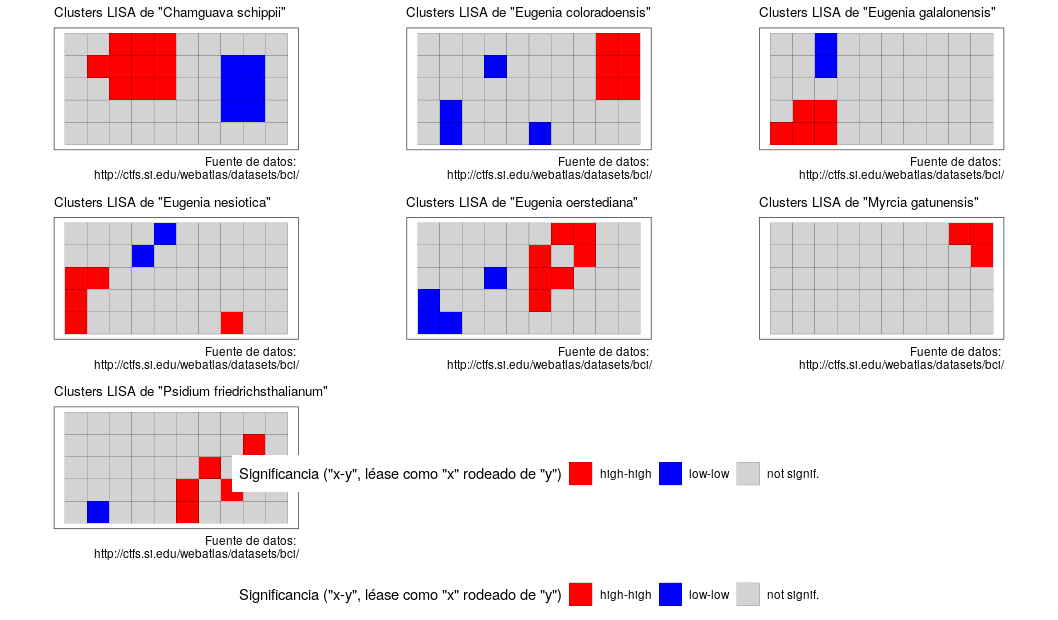 Clusters LISA de "Chamguava schippii"
Clusters LISA de "Eugenia coloradoensis"
Clusters LISA de "Eugenia galalonensis"
Fuente de datos:
http://ctfs.si.edu/webatlas/datasets/bci/
Fuente de datos:
http://ctfs.si.edu/webatlas/datasets/bci/
Fuente de datos:
http://ctfs.si.edu/webatlas/datasets/bci/
Clusters LISA de "Eugenia nesiotica"
Clusters LISA de "Eugenia oerstediana"
Clusters LISA de "Myrcia gatunensis"
Fuente de datos:
http://ctfs.si.edu/webatlas/datasets/bci/
Fuente de datos:
http://ctfs.si.edu/webatlas/datasets/bci/
Fuente de datos:
http://ctfs.si.edu/webatlas/datasets/bci/
Clusters LISA de "Psidium friedrichsthalianum"
Significancia ("x-y", léase como "x" rodeado de "y") high-high low-low not signif.
Fuente de datos:
http://ctfs.si.edu/webatlas/datasets/bci/
Significancia ("x-y", léase como "x" rodeado de "y") high-high low-low not signif.